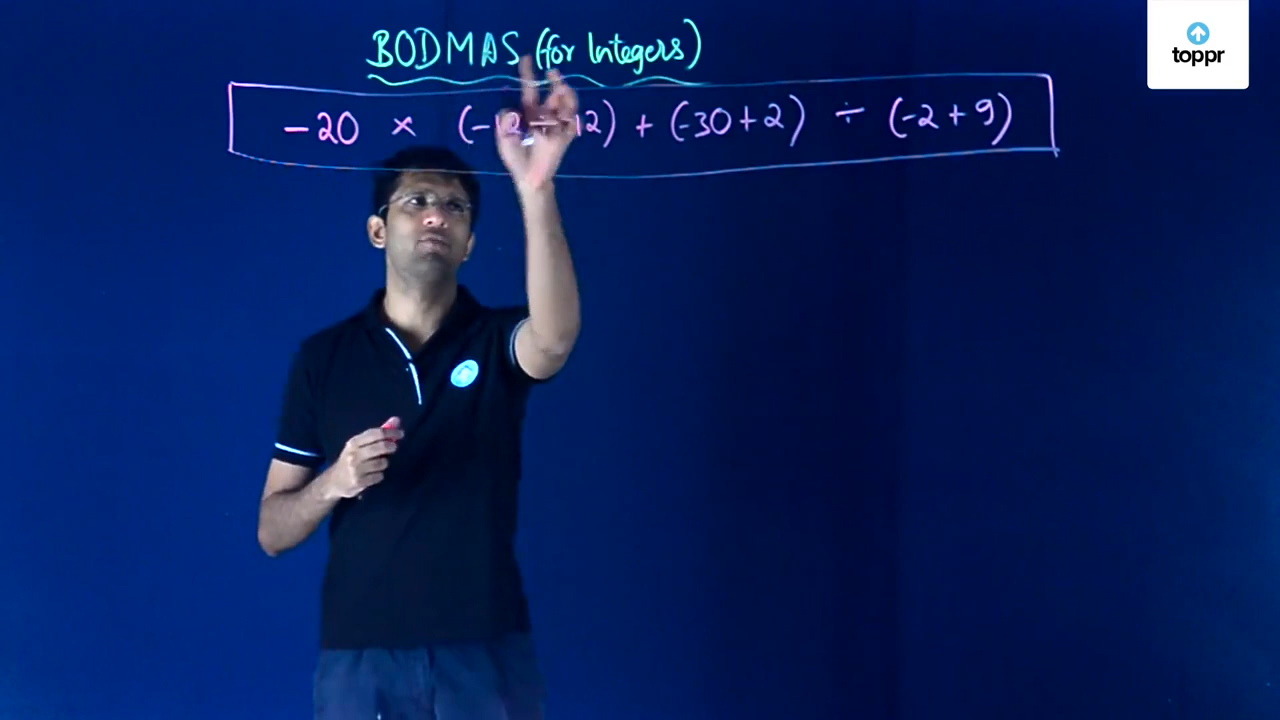 BODMAS (for Integers)
toppr
-20 × (-12 ÷ 12) + (-30+2) ÷ (-2+9)